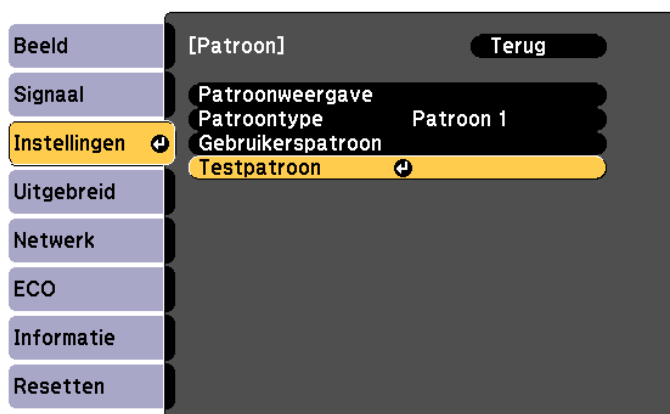 Beeld
Signaal
Instellingen
Uitgebreid
Netwerk
ECO
Informatie
Resetten
[Patroon] Terug
Patroonweergave
Patroontype Patroon 1
Gebruikerspatroon
Testpatroon